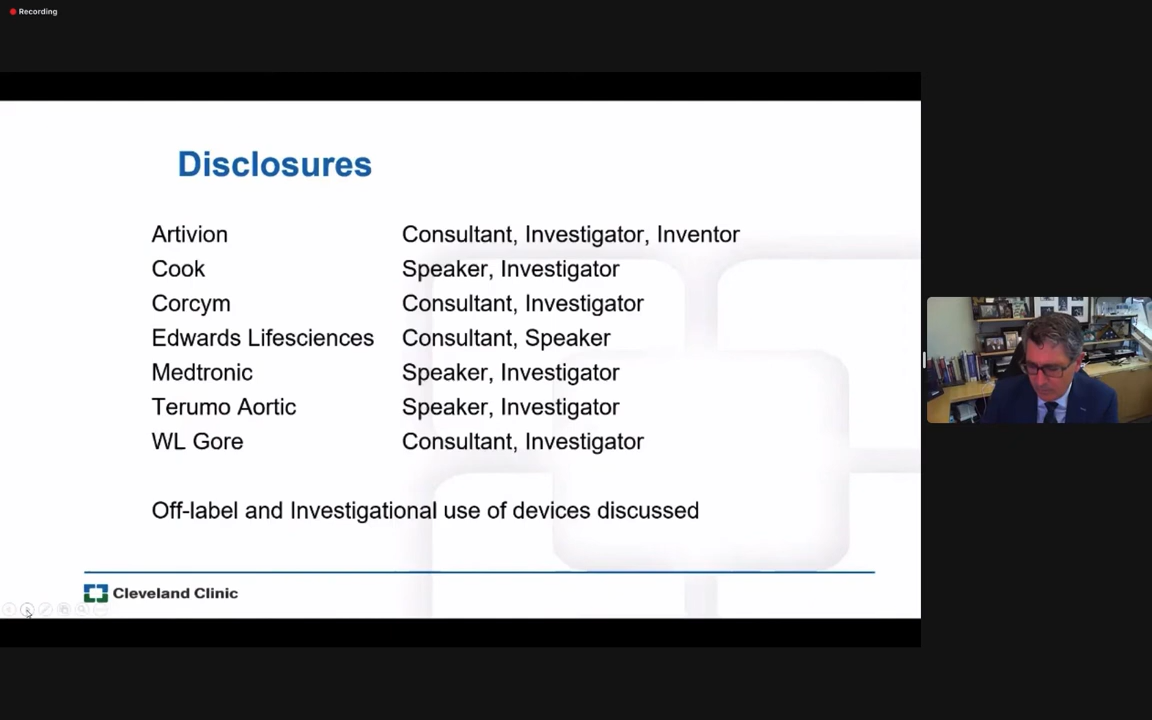 Recording
Disclosures
Artivion Consultant, Investigator, Inventor
Cook Speaker, Investigator
Corcym Consultant, Investigator
Edwards Lifesciences Consultant, Speaker
Medtronic Speaker, Investigator
Terumo Aortic Speaker, Investigator
WL Gore Consultant, Investigator
Off-label and Investigational use of devices discussed
Cleveland Clinic